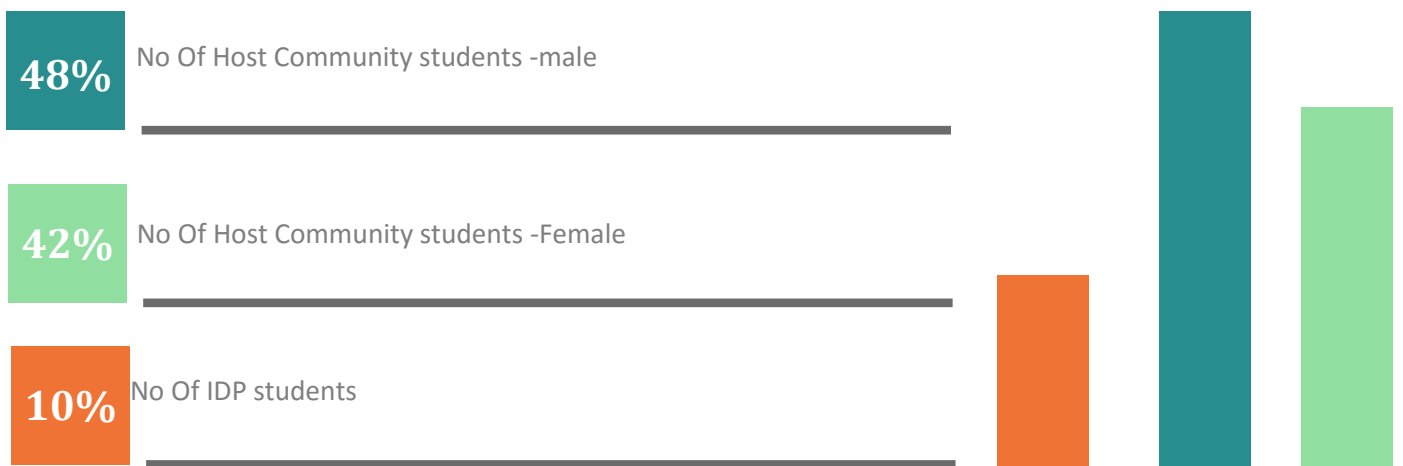 48%
No Of Host Community students -male
42%
No Of Host Community students -Female
10%
No Of IDP students